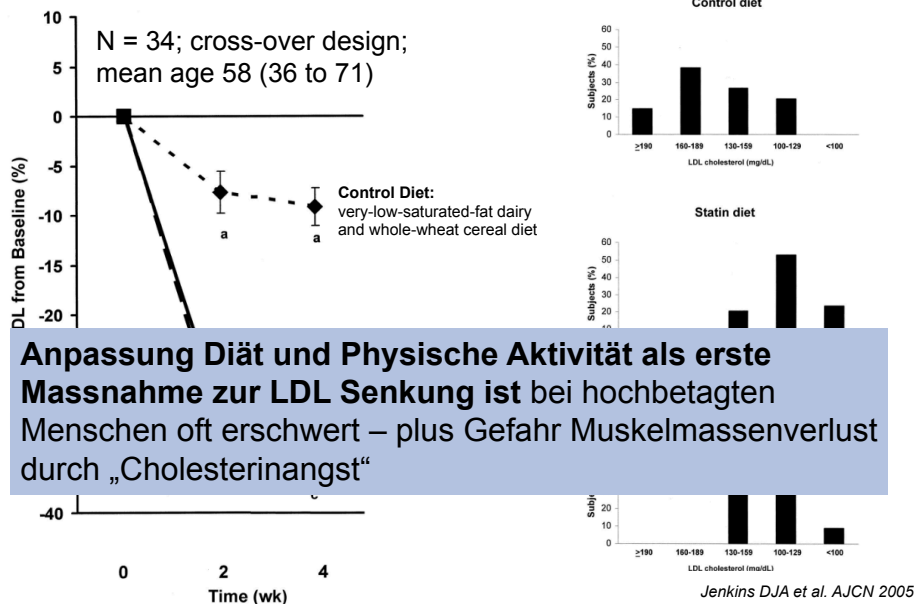 Control diet
10
5
0
-5
-10
-15
-20
-40
LDL from Baseline (%)
N = 34; cross-over design;
mean age 58 (36 to 71)
Control Diet:
very-low-saturated-fat dairy
and whole-wheat cereal diet
a
a
0
2
4
Time (wk)
60
50
40
30
20
10
0
Subjects (%)
≥190
160-189
130-159
100-129
<100
LDL cholesterol (mg/dL)
Statin diet
60
50
40
30
20
Subjects (%)
Anpassung Diät und Physische Aktivität als erste
Massnahme zur LDL Senkung ist bei hochbetagten
Menschen oft erschwert – plus Gefahr Muskelmassenverlust
durch „Cholesterinangst“
20
10
0
≥190
160-189
130-159
100-129
<100
LDL cholesterol (mg/dL)
Jenkins DJA et al. AJCN 2005